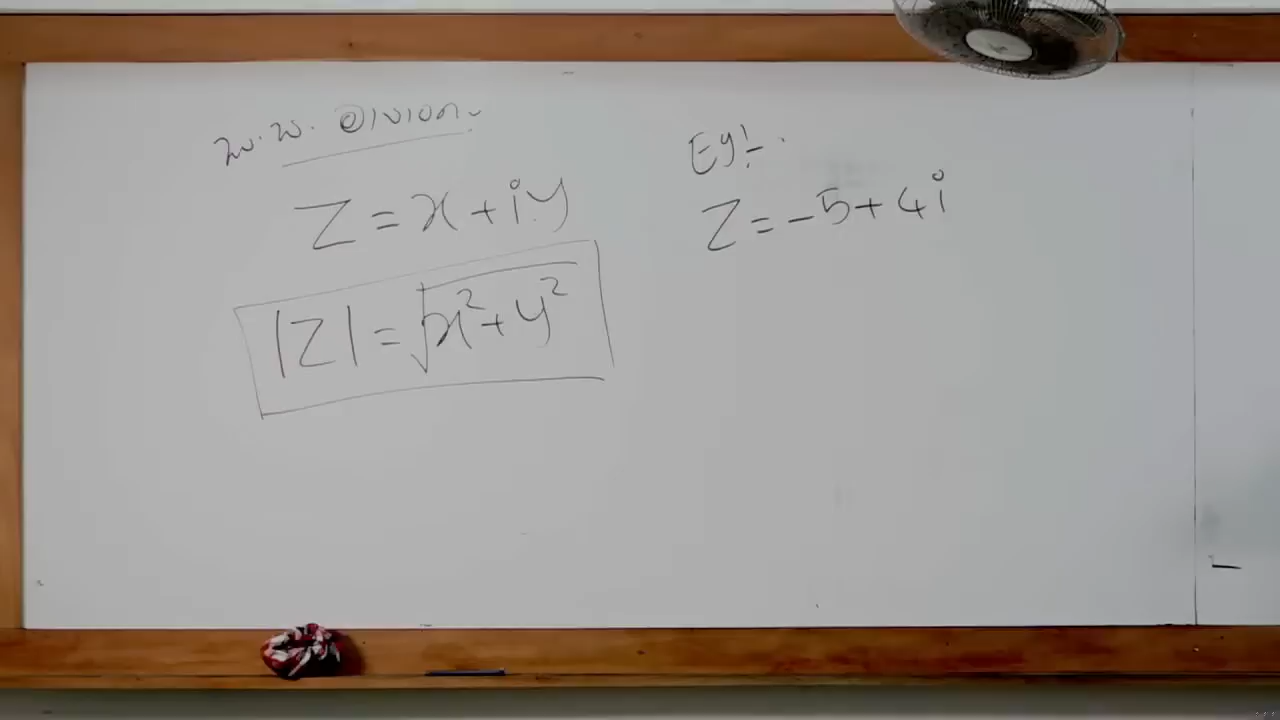 Z = x + iy
|Z| = √x²+y²
Eg:-
Z = -5 + 4i